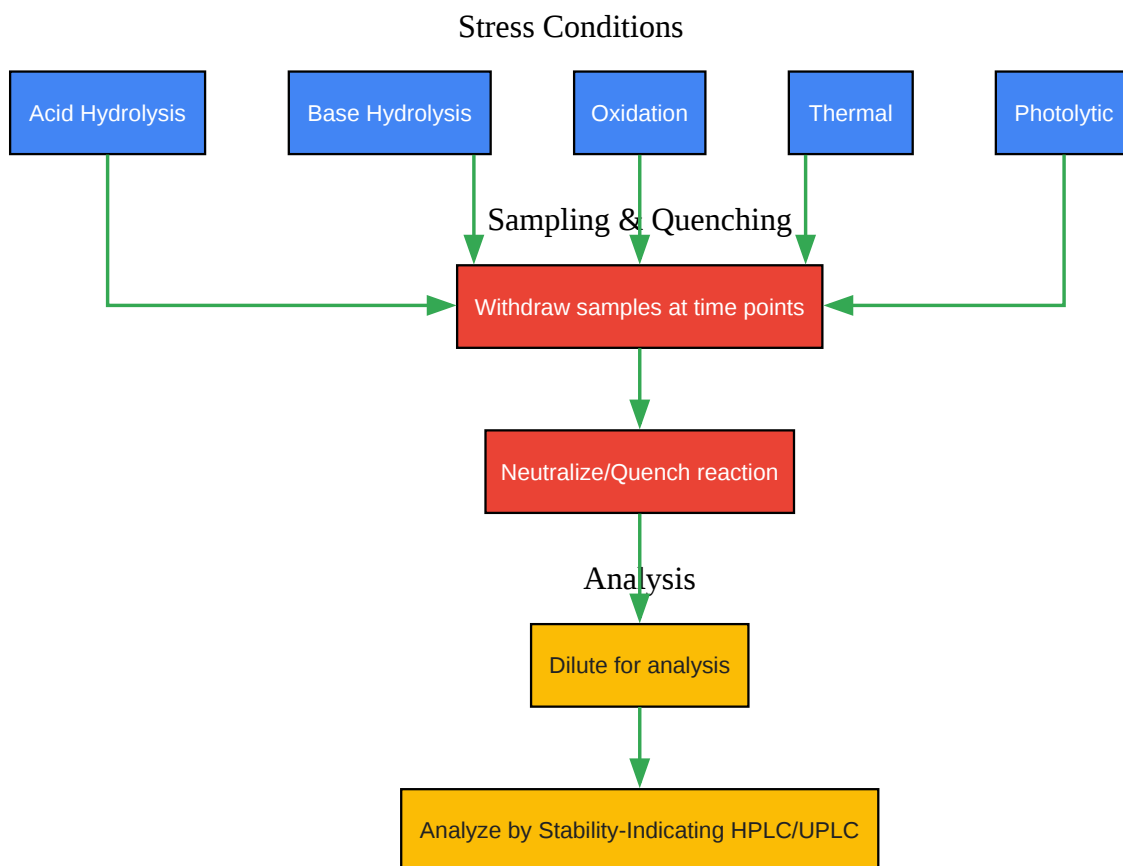 Stress Conditions
Acid Hydrolysis
Base Hydrolysis
Oxidation
Thermal
Photolytic
Sampling & Quenching
Withdraw samples at time points
Neutralize/Quench reaction
Analysis
Dilute for analysis
Analyze by Stability-Indicating HPLC/UPLC